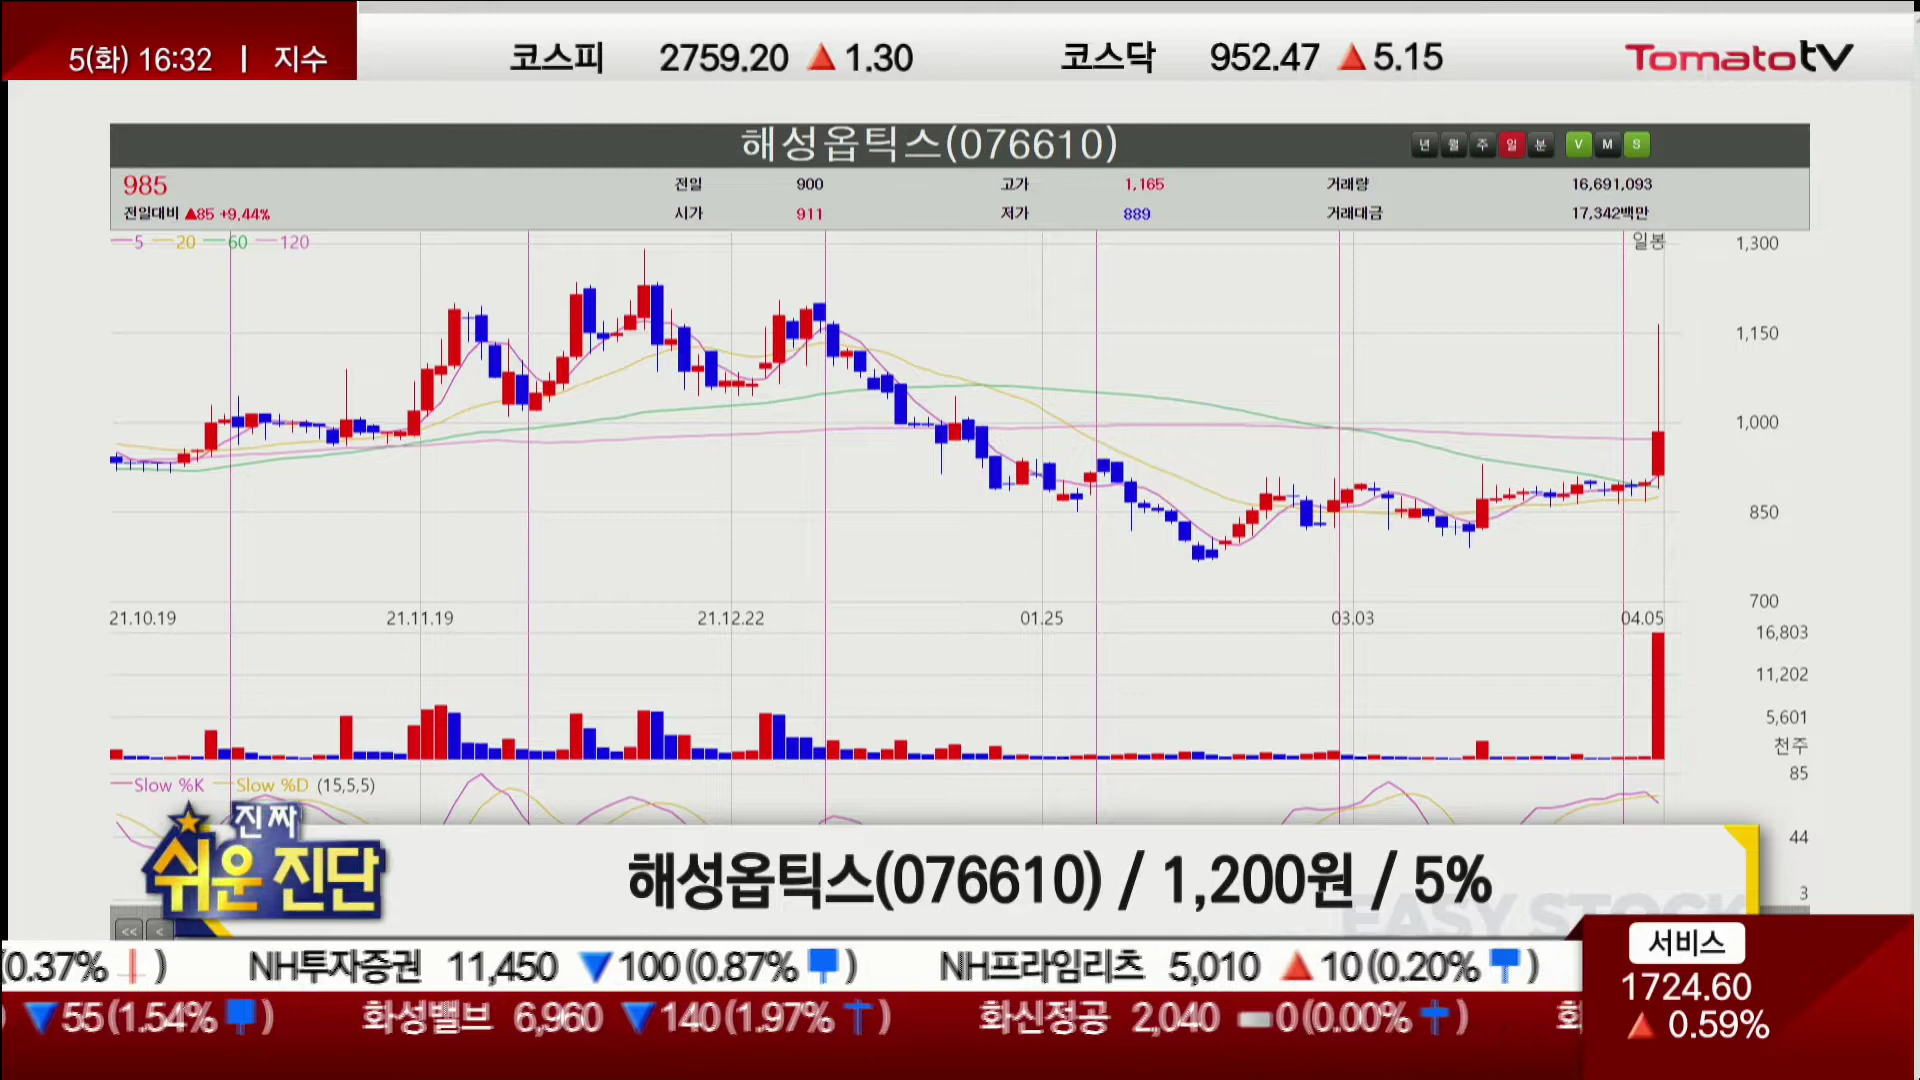 5(화) 16:32 | 지수 코스피 2759.20 ▲ 1.30 코스닥 952.47 ▲ 5.15 Tomato tv
해성옵틱스(076610) 년 월 주 일 분 V M S
985 전일 900 고가 1,165 거래량 16,691,093
전일대비 ▲85 +9,44% 시가 911 저가 889 거래대금 17,342백만
5 20 60 120 일봉
1,300
1,150
1,000
850
700
21.10.19 21.11.19 21.12.22 01.25 03.03 04.05
16,803
11,202
5,601
천주
Slow %K Slow %D (15,5,5) 85
44
3
진짜
쉬운 진단
해성옵틱스(076610) / 1,200원 / 5%
EASY STOCK
<< <
(0.37% ) NH투자증권 11,450 ▼ 100 (0.87% ) NH프라임리츠 5,010 ▲ 10 (0.20% )
) ▼ 55 (1.54% ) 화성밸브 6,960 ▼ 140 (1.97% ) 화신정공 2,040 0 (0.00% )
서비스
1724.60
▲ 0.59%